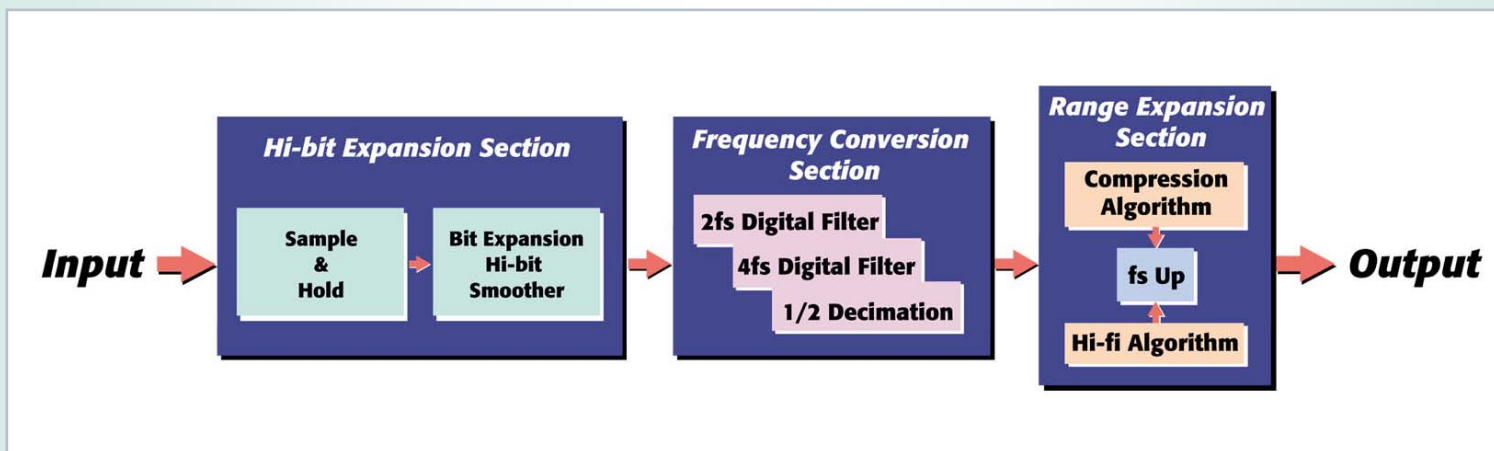 Input
Hi-bit Expansion Section
Sample
&
Hold
Bit Expansion
Hi-bit
Smoother
Frequency Conversion
Section
2fs Digital Filter
4fs Digital Filter
1/2 Decimation
Range Expansion
Section
Compression
Algorithm
fs Up
Hi-fi Algorithm
Output